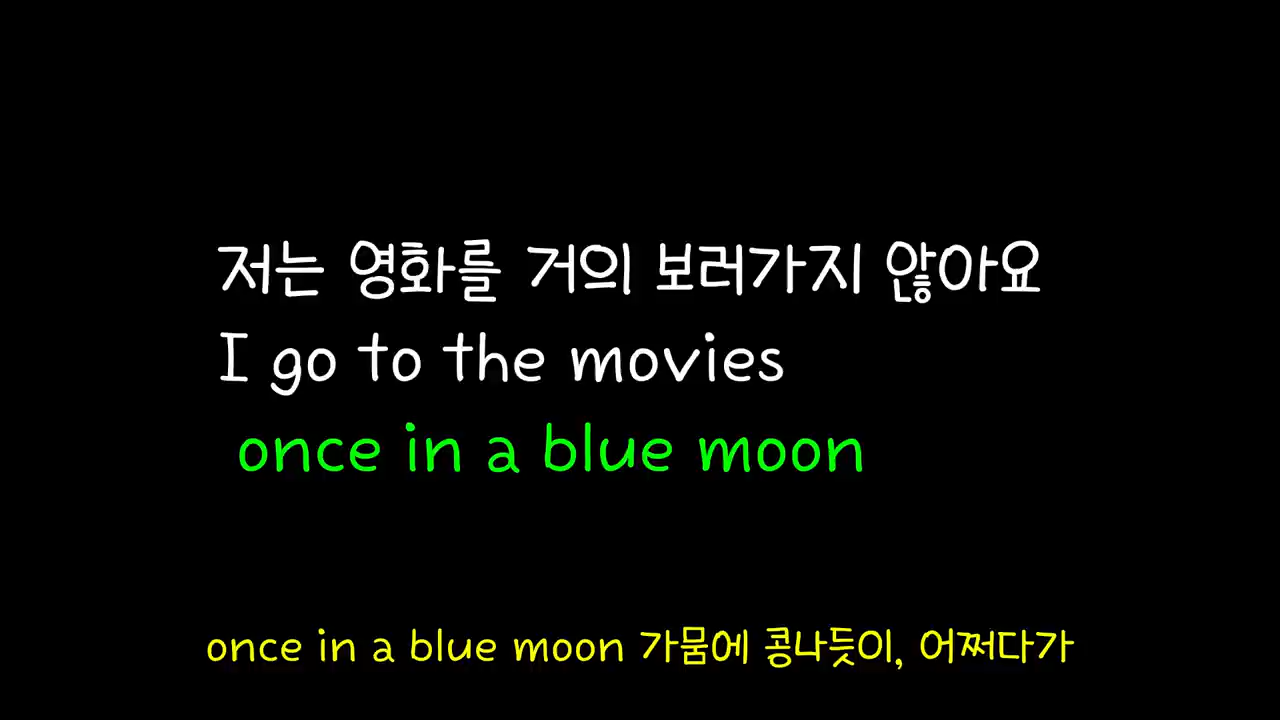 저는 영화를 거의 보러가지 않아요
I go to the movies
once in a blue moon
once in a blue moon 가뭄에 콩나듯이, 어쩌다가